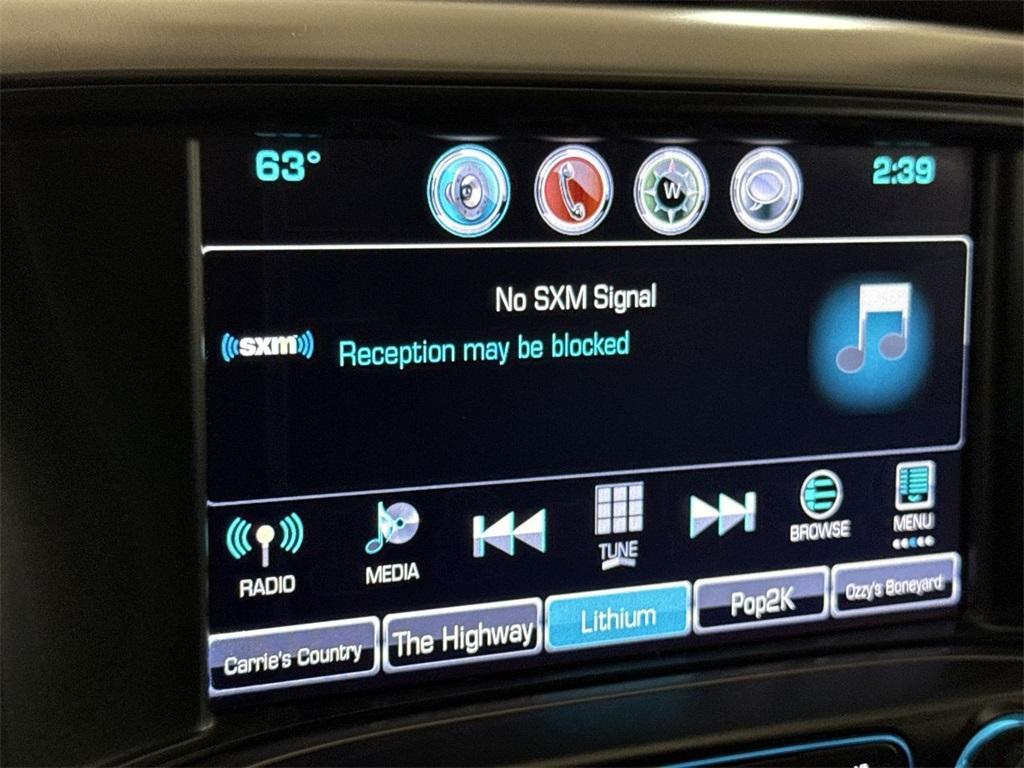 63°
W
2:39
No SXM Signal
((sxm))
Reception may be blocked
RADIO
MEDIA
TUNE
BROWSE
MENU
Carrie's Country
The Highway
Lithium
Pop2K
Ozzy's Boneyard